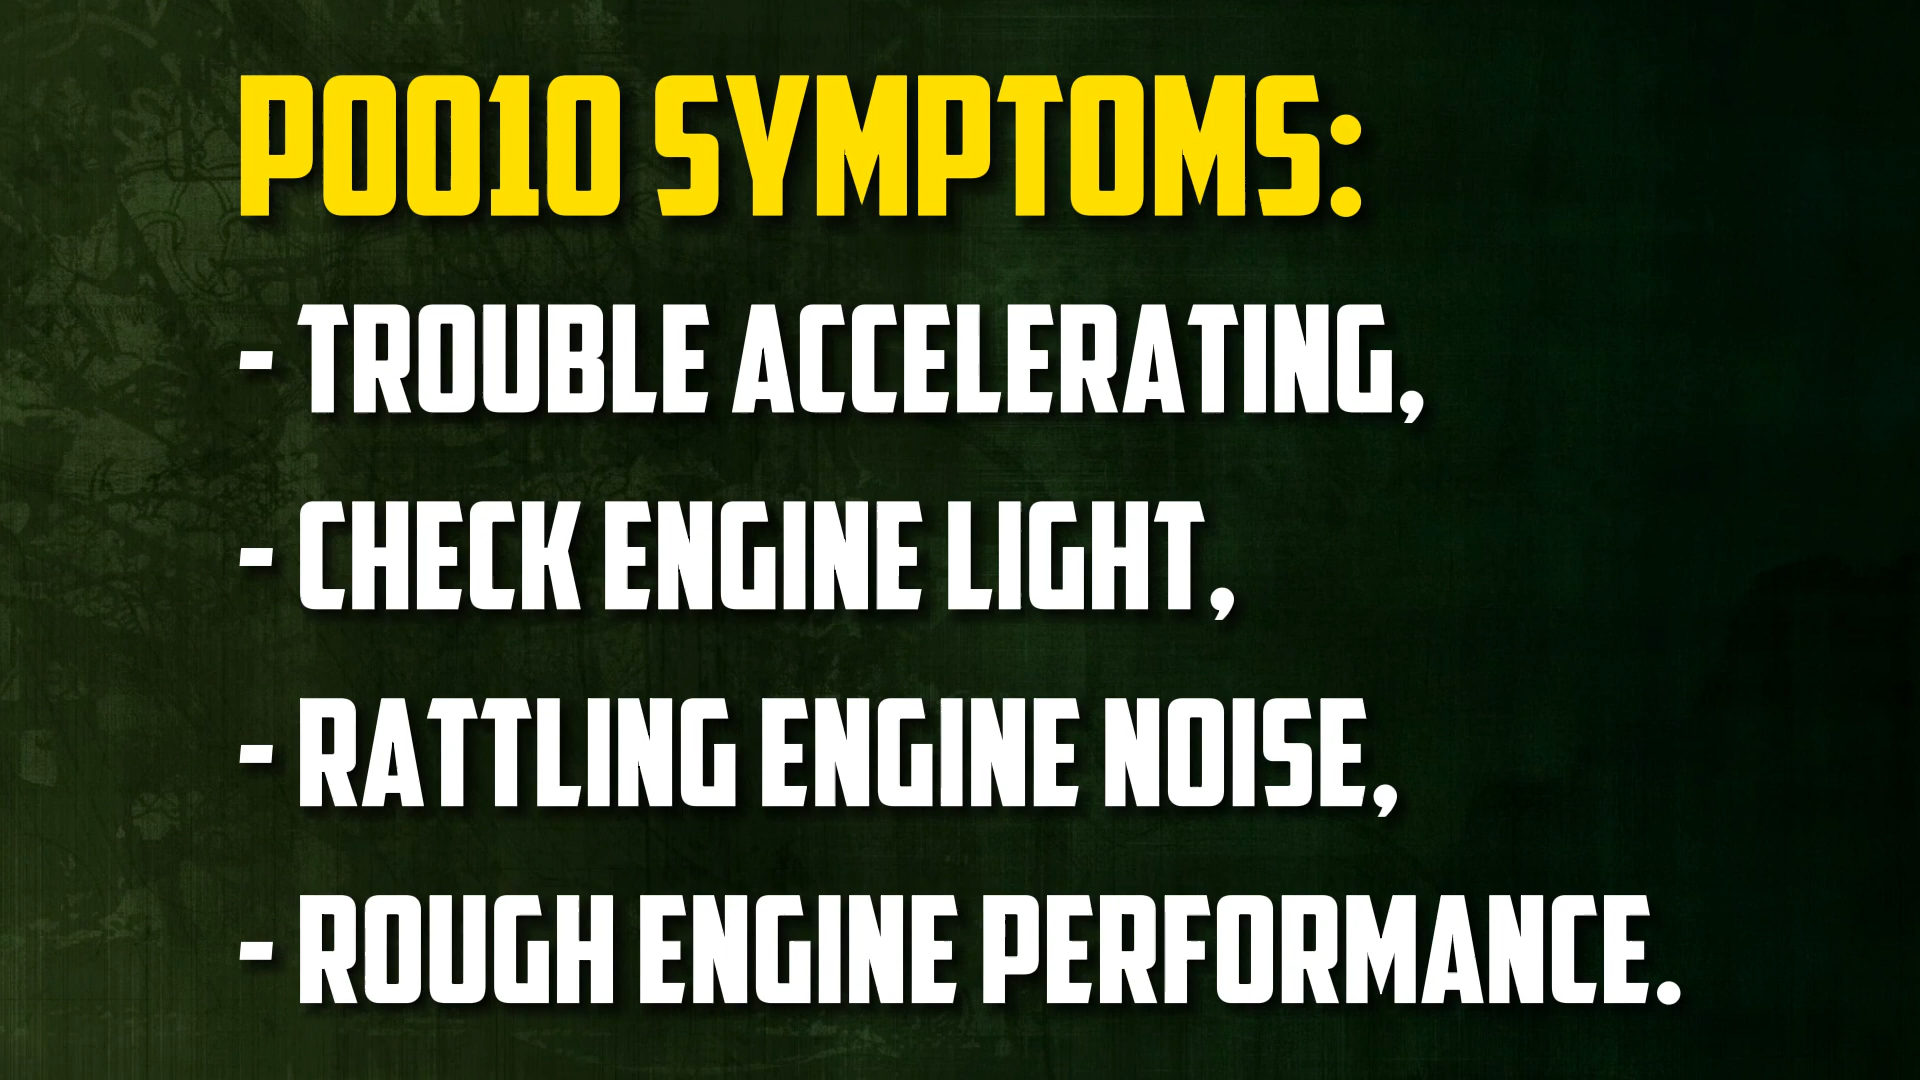 P0010 SYMPTOMS:
- TROUBLE ACCELERATING,
- CHECK ENGINE LIGHT,
- RATTLING ENGINE NOISE,
- ROUGH ENGINE PERFORMANCE.